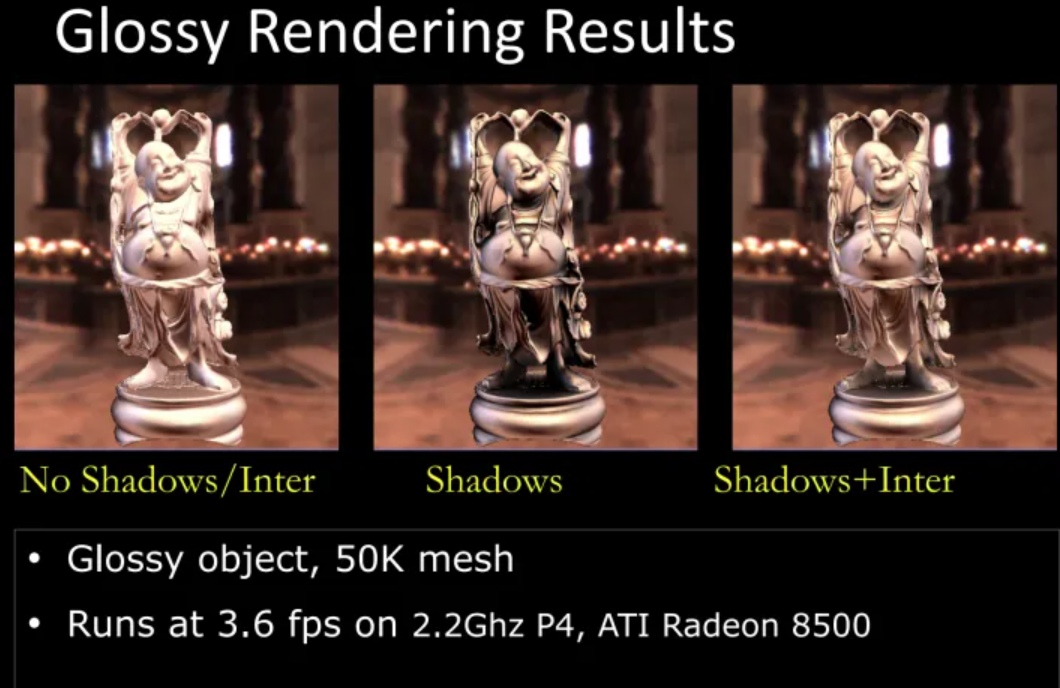 Glossy Rendering Results
No Shadows/Inter
Shadows
Shadows+Inter
• Glossy object, 50K mesh
• Runs at 3.6 fps on 2.2Ghz P4, ATI Radeon 8500